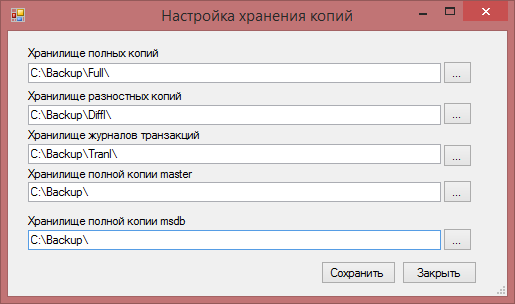 Настройка хранения копий
Хранилище полных копий
C:\Backup\Full\
...
Хранилище разностных копий
C:\Backup\Diffl\
...
Хранилище журналов транзакций
C:\Backup\Tranl\
...
Хранилище полной копии master
C:\Backup\
...
Хранилище полной копии msdb
C:\Backup\
...
Сохранить Закрыть